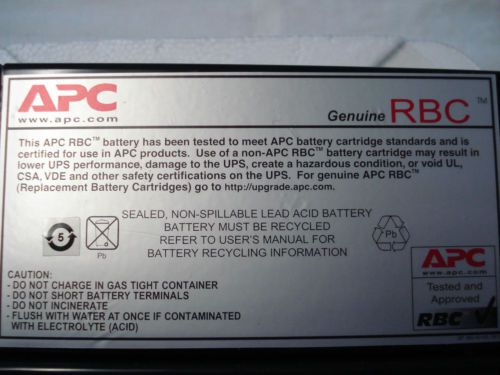 APC
www.apc.com
Genuine RBC™
This APC RBC™ battery has been tested to meet APC battery cartridge standards and is
certified for use in APC products. Use of a non-APC RBC™ battery cartridge may result in
lower UPS performance, damage to the UPS, create a hazardous condition, or void UL,
CSA, VDE and other safety certifications on the UPS. For genuine APC RBC™
(Replacement Battery Cartridges) go to http://upgrade.apc.com.
SEALED, NON-SPILLABLE LEAD ACID BATTERY
BATTERY MUST BE RECYCLED
REFER TO USER'S MANUAL FOR
BATTERY RECYCLING INFORMATION
5
Pb
Pb
CAUTION:
- DO NOT CHARGE IN GAS TIGHT CONTAINER
- DO NOT SHORT BATTERY TERMINALS
- DO NOT INCINERATE
- FLUSH WITH WATER AT ONCE IF CONTAMINATED
WITH ELECTROLYTE (ACID)
APC
www.apc.com
Tested and
Approved
RBC